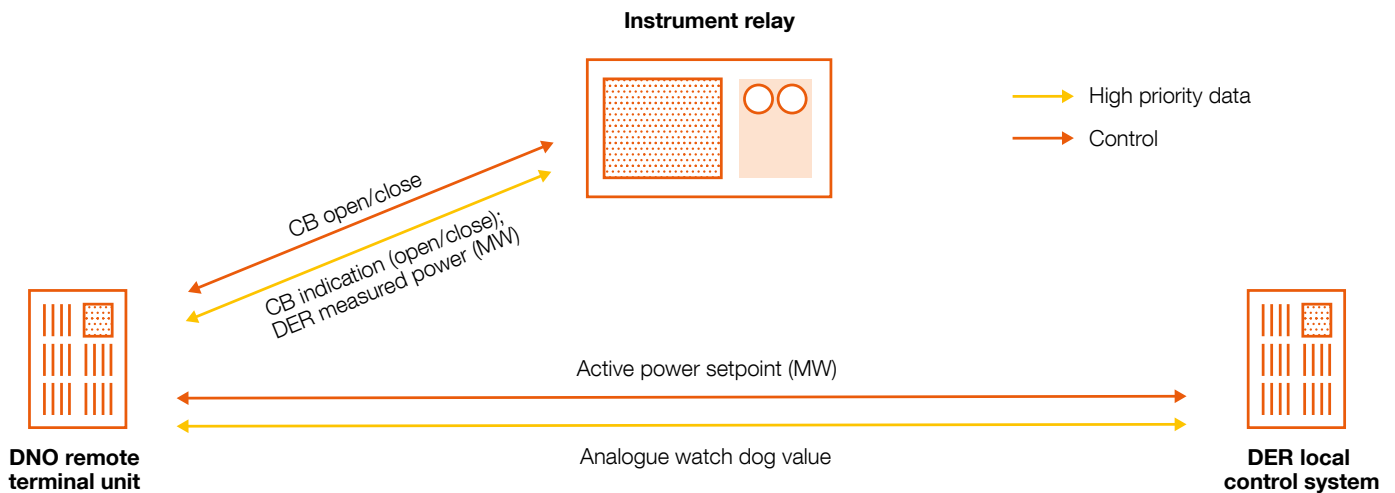 Instrument relay
High priority data
Control
CB open/close
CB indication (open/close);
DER measured power (MW)
Active power setpoint (MW)
Analogue watch dog value
DNO remote
terminal unit
DER local
control system